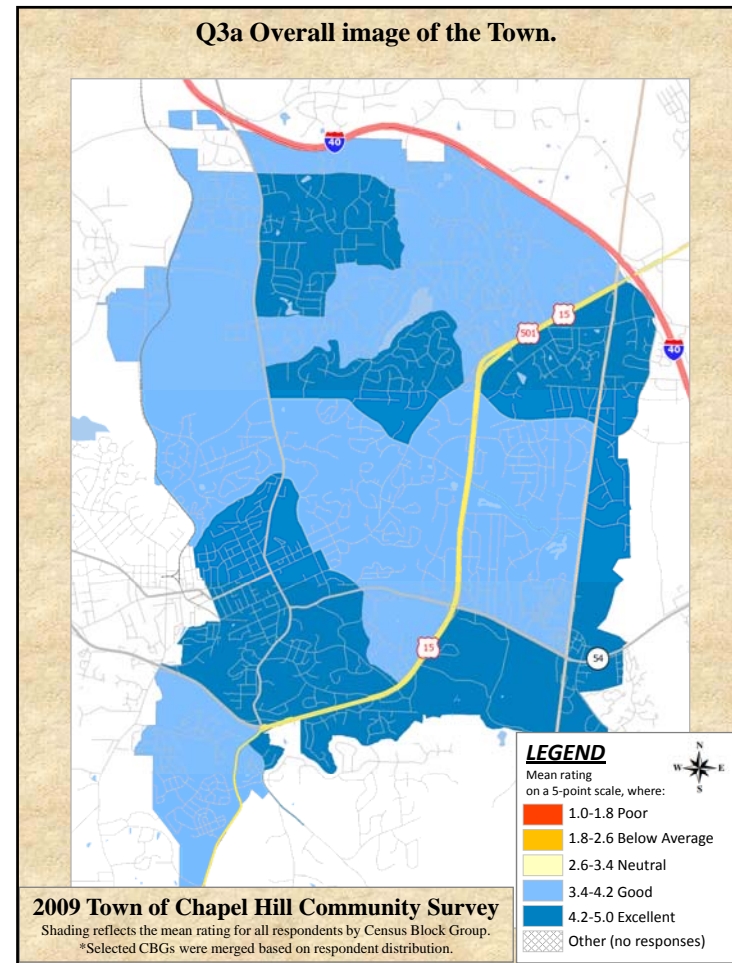 Q3a Overall image of the Town.
40
15
501
40
54
15
LEGEND
Mean rating
on a 5-point scale, where:
N
W E
S
1.0-1.8 Poor
1.8-2.6 Below Average
2.6-3.4 Neutral
3.4-4.2 Good
4.2-5.0 Excellent
Other (no responses)
2009 Town of Chapel Hill Community Survey
Shading reflects the mean rating for all respondents by Census Block Group.
*Selected CBGs were merged based on respondent distribution.